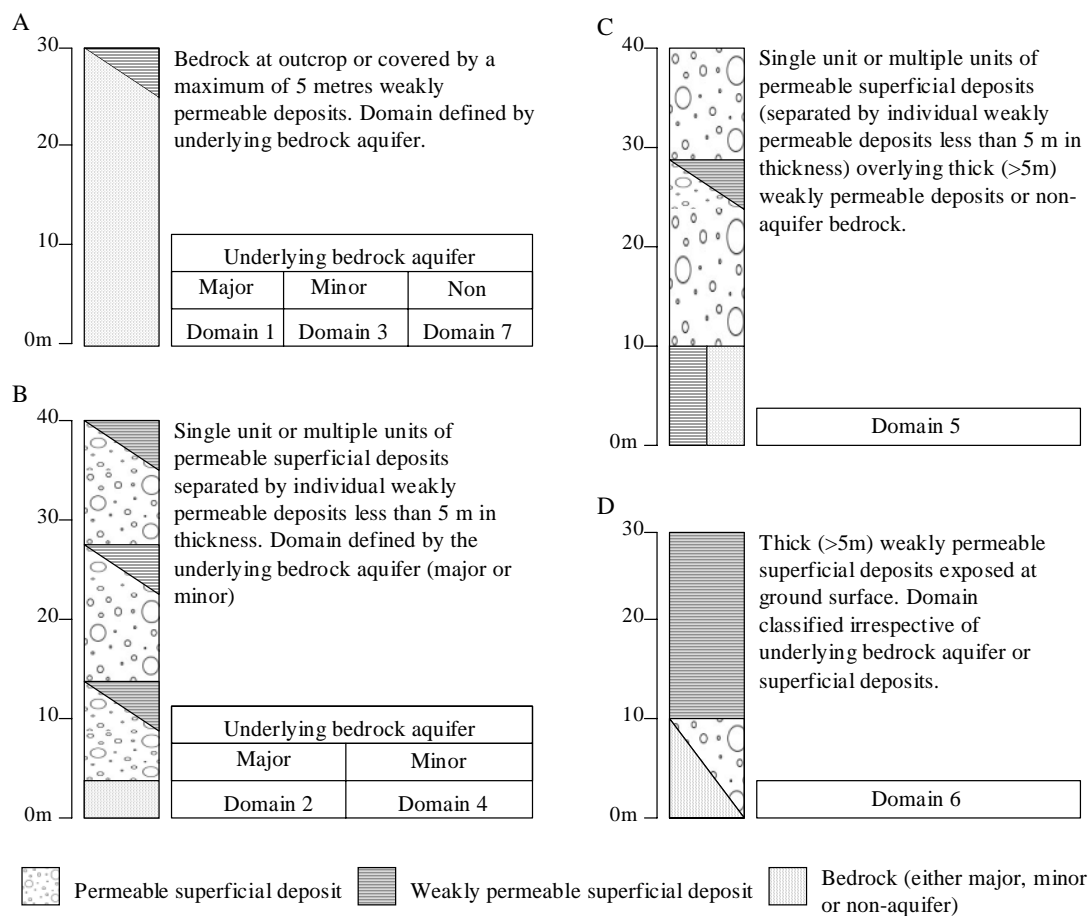 A
30
20
10
0m
Bedrock at outcrop or covered by a
maximum of 5 metres weakly
permeable deposits. Domain defined by
underlying bedrock aquifer.
Underlying bedrock aquifer
Major Minor Non
Domain 1 Domain 3 Domain 7
B
40
30
20
10
0m
Single unit or multiple units of
permeable superficial deposits
separated by individual weakly
permeable deposits less than 5 m in
thickness. Domain defined by the
underlying bedrock aquifer (major or
minor)
Underlying bedrock aquifer
Major Minor
Domain 2 Domain 4
C
40
30
20
10
0m
Single unit or multiple units of
permeable superficial deposits
(separated by individual weakly
permeable deposits less than 5 m in
thickness) overlying thick (>5m)
weakly permeable deposits or non-
aquifer bedrock.
Domain 5
D
30
20
10
0m
Thick (>5m) weakly permeable
superficial deposits exposed at
ground surface. Domain
classified irrespective of
underlying bedrock aquifer or
superficial deposits.
Domain 6
Permeable superficial deposit
Weakly permeable superficial deposit
Bedrock (either major, minor
or non-aquifer)